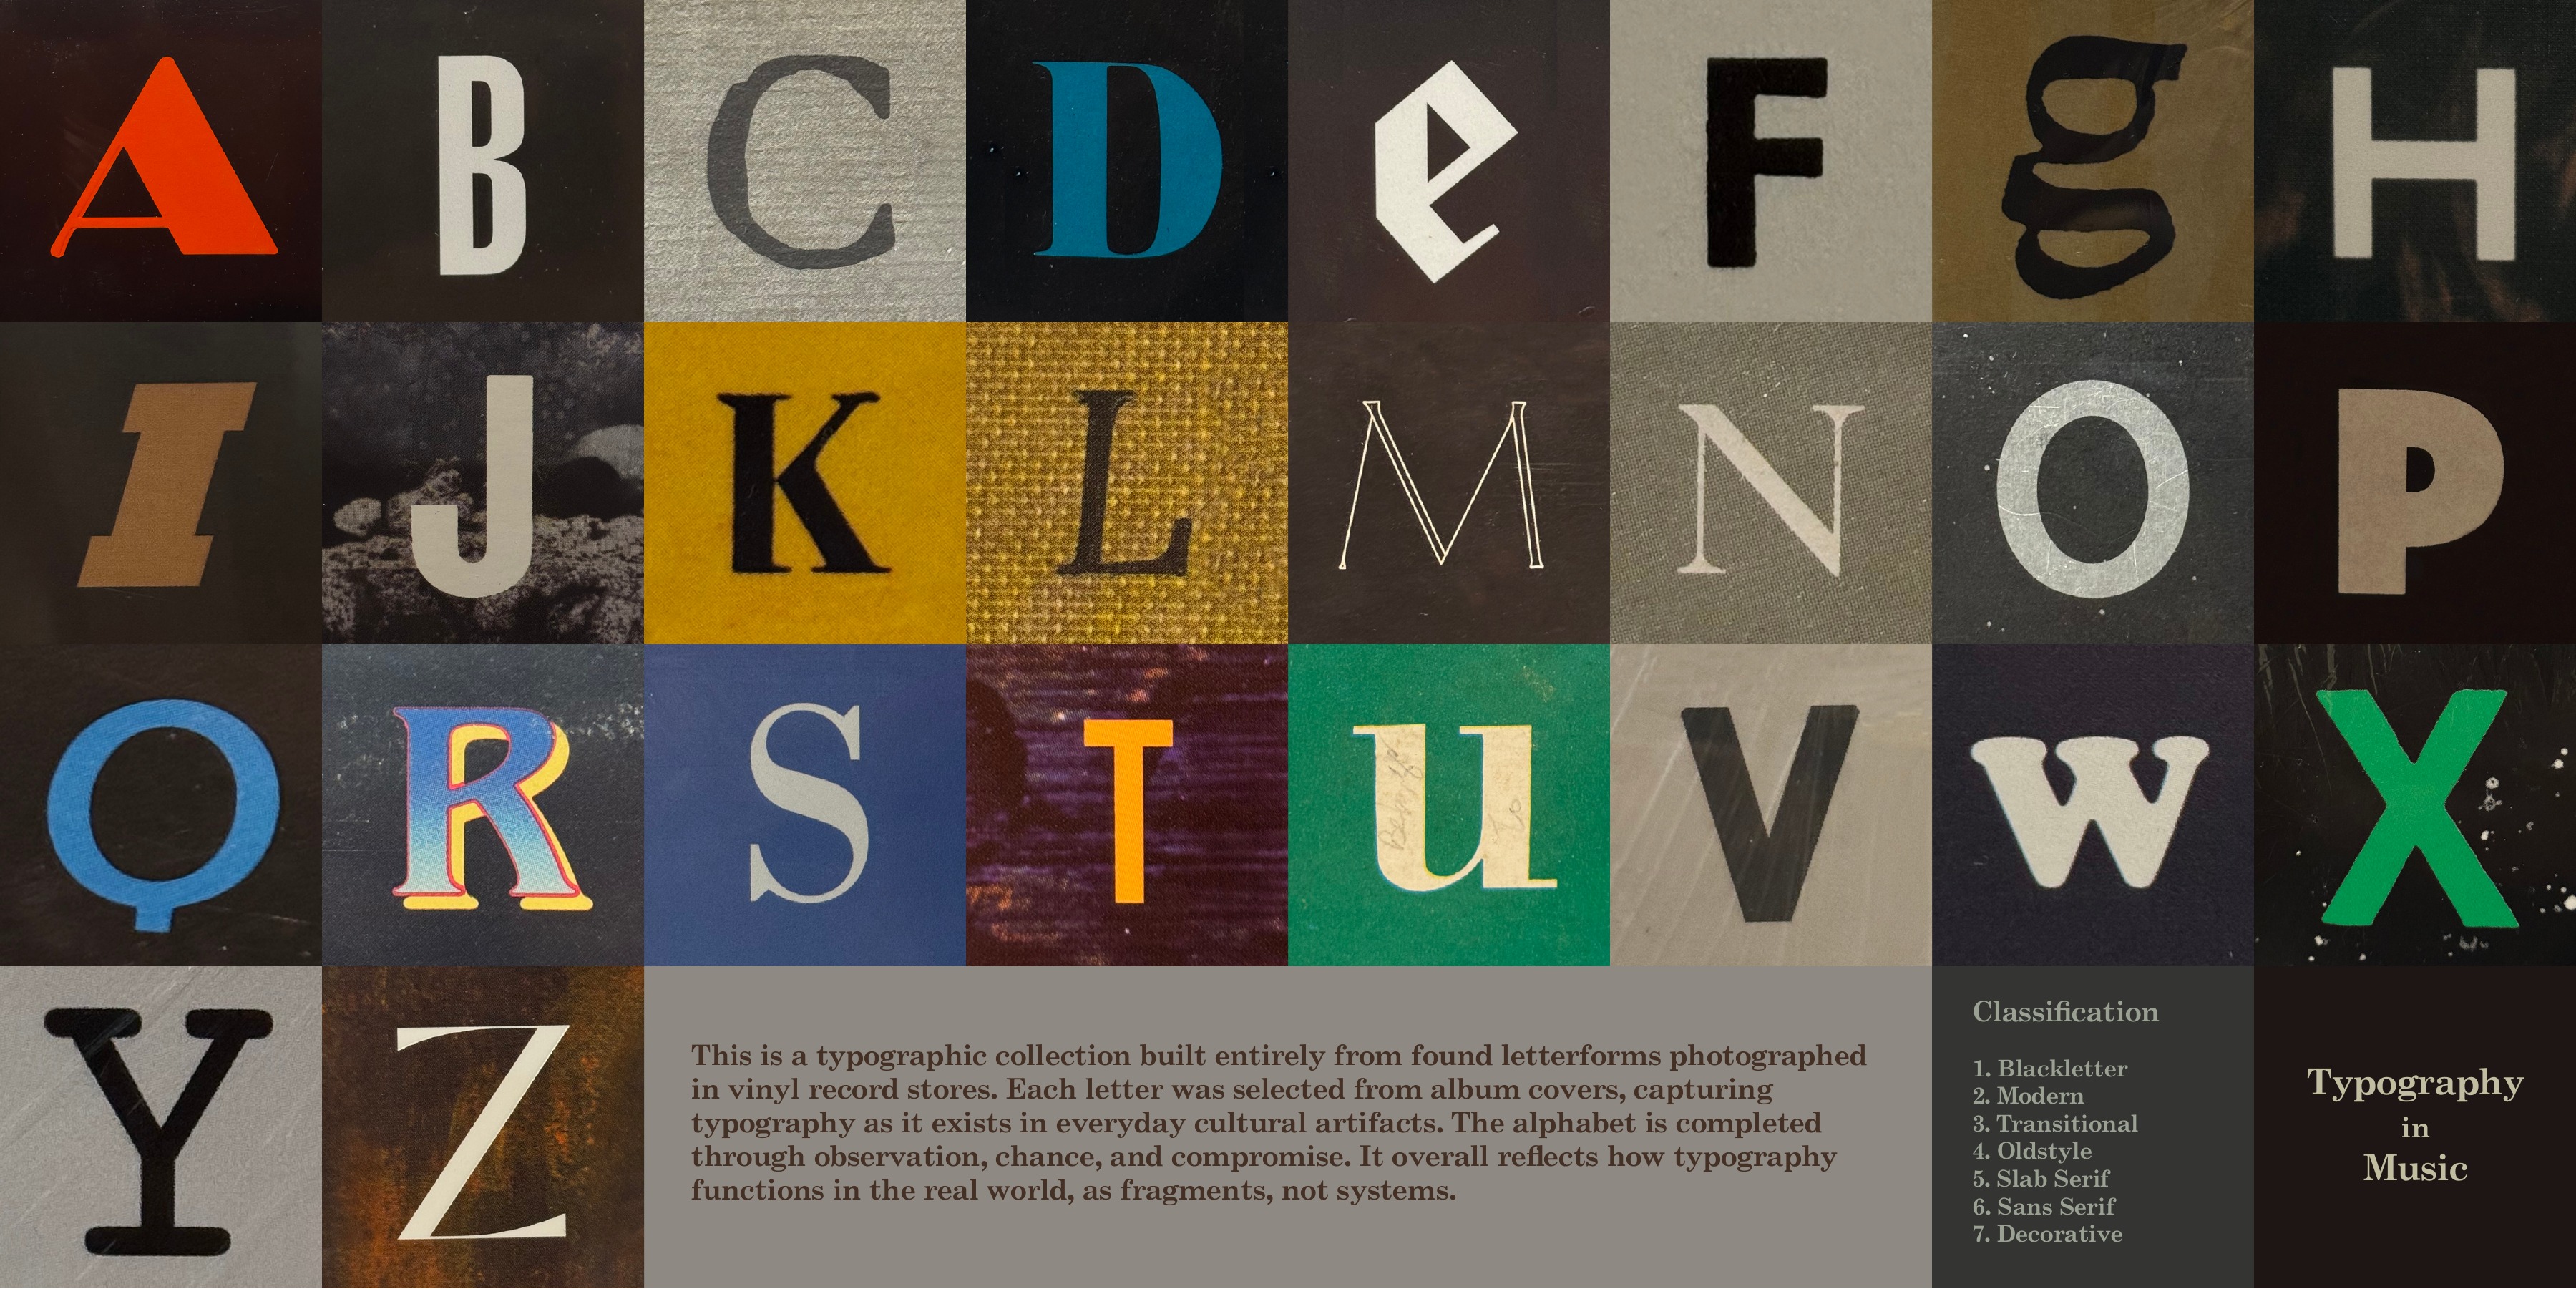 A B C D e F g H
I J K L M N O P
Q R S T u V w X
Y Z
This is a typographic collection built entirely from found letterforms photographed
in vinyl record stores. Each letter was selected from album covers, capturing
typography as it exists in everyday cultural artifacts. The alphabet is completed
through observation, chance, and compromise. It overall reflects how typography
functions in the real world, as fragments, not systems.
Classification
1. Blackletter
2. Modern
3. Transitional
4. Oldstyle
5. Slab Serif
6. Sans Serif
7. Decorative
Typography
in
Music